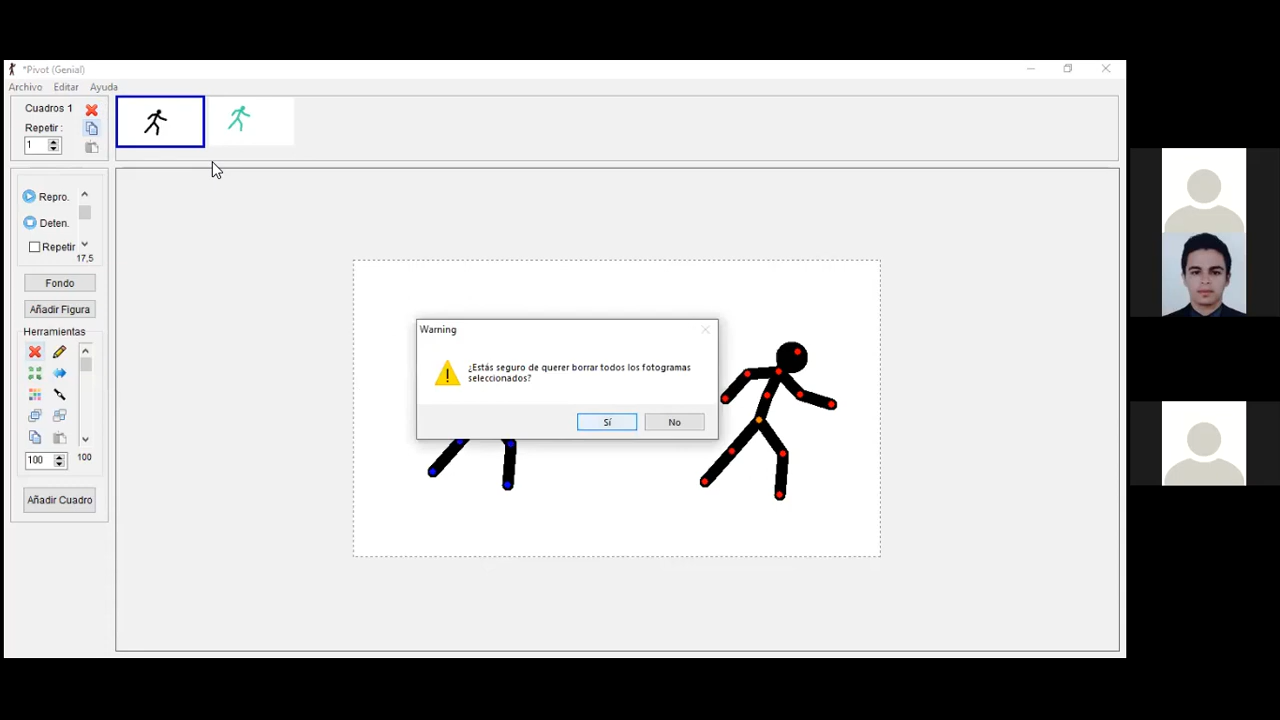 *Pivot (Genial)
Archivo Editar Ayuda
Cuadros 1
Repetir :
1
Repro.
Deten.
Repetir
17,5
Fondo
Añadir Figura
Herramientas
100 100
Añadir Cuadro
Warning
¿Estás seguro de querer borrar todos los fotogramas
seleccionados?
Sí No